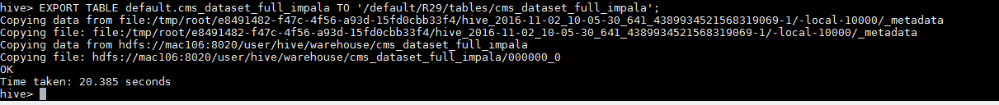 hive> EXPORT TABLE default.cms_dataset_full_impala TO '/default/R29/tables/cms_dataset_full_impala';
Copying data from file:/tmp/root/e8491482-f47c-4f56-a93d-15fd0cbb33f4/hive_2016-11-02_10-05-30_641_4389934521568319069-1/-local-10000/_metadata
Copying file: file:/tmp/root/e8491482-f47c-4f56-a93d-15fd0cbb33f4/hive_2016-11-02_10-05-30_641_4389934521568319069-1/-local-10000/_metadata
Copying data from hdfs://mac106:8020/user/hive/warehouse/cms_dataset_full_impala
Copying file: hdfs://mac106:8020/user/hive/warehouse/cms_dataset_full_impala/000000_0
OK
Time taken: 20.385 seconds
hive>